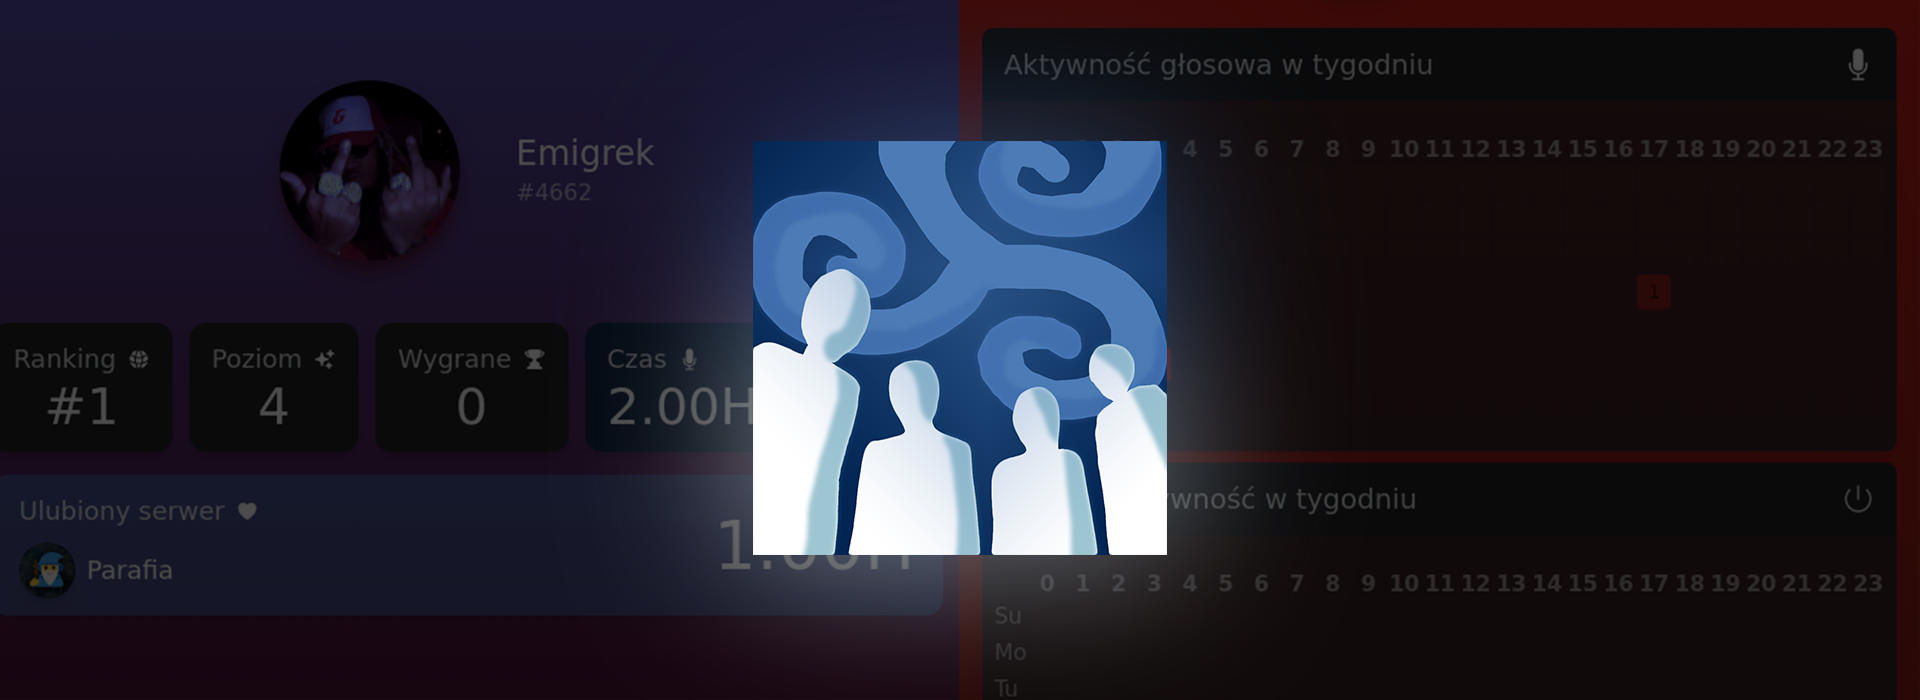 Emigrek
#4662
Ranking
#1
Poziom
4
Wygrane
0
Czas
2.00H
Ulubiony serwer
Parafia
1.00H
Aktywność głosowa w tygodniu
4 5 6 7 8 9 10 11 12 13 14 15 16 17 18 19 20 21 22 23
1
wność w tygodniu
0 1 2 3 4 5 6 7 8 9 10 11 12 13 14 15 16 17 18 19 20 21 22 23
Su
Mo
Tu